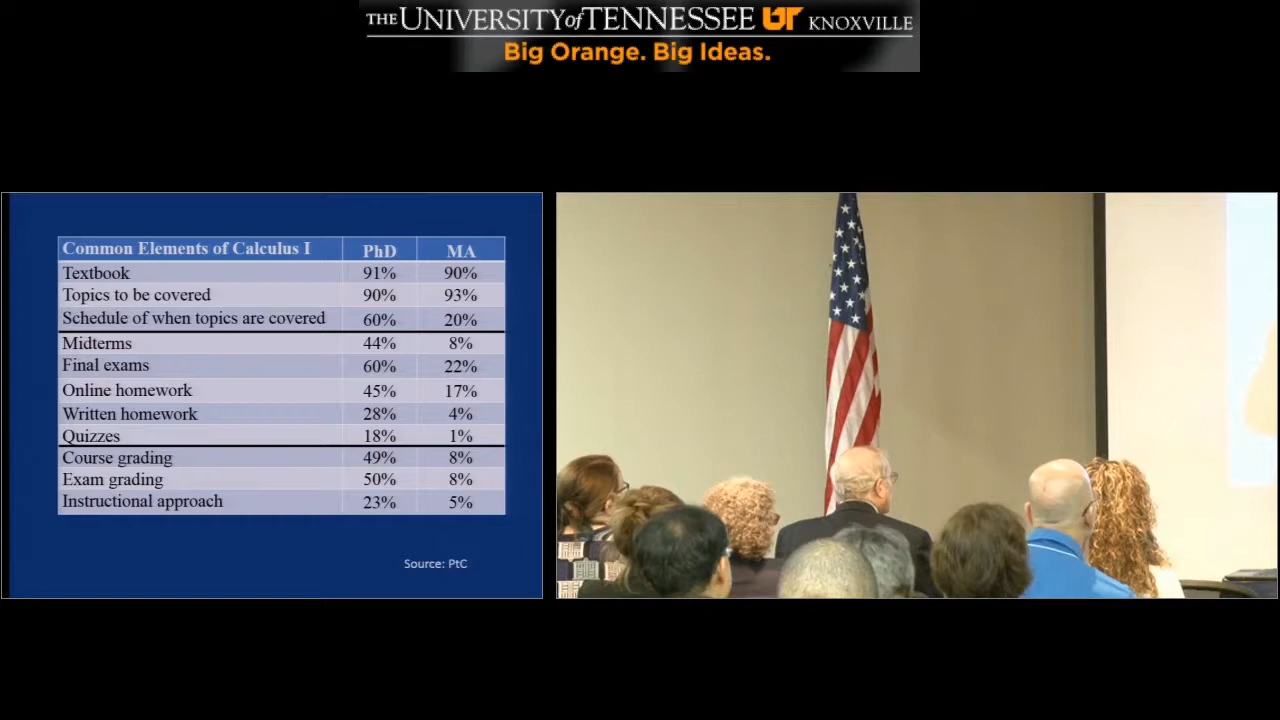 THE UNIVERSITY of TENNESSEE UT KNOXVILLE
Big Orange. Big Ideas.
Common Elements of Calculus I PhD MA
Textbook 91% 90%
Topics to be covered 90% 93%
Schedule of when topics are covered 60% 20%
Midterms 44% 8%
Final exams 60% 22%
Online homework 45% 17%
Written homework 28% 4%
Quizzes 18% 1%
Course grading 49% 8%
Exam grading 50% 8%
Instructional approach 23% 5%
Source: PtC